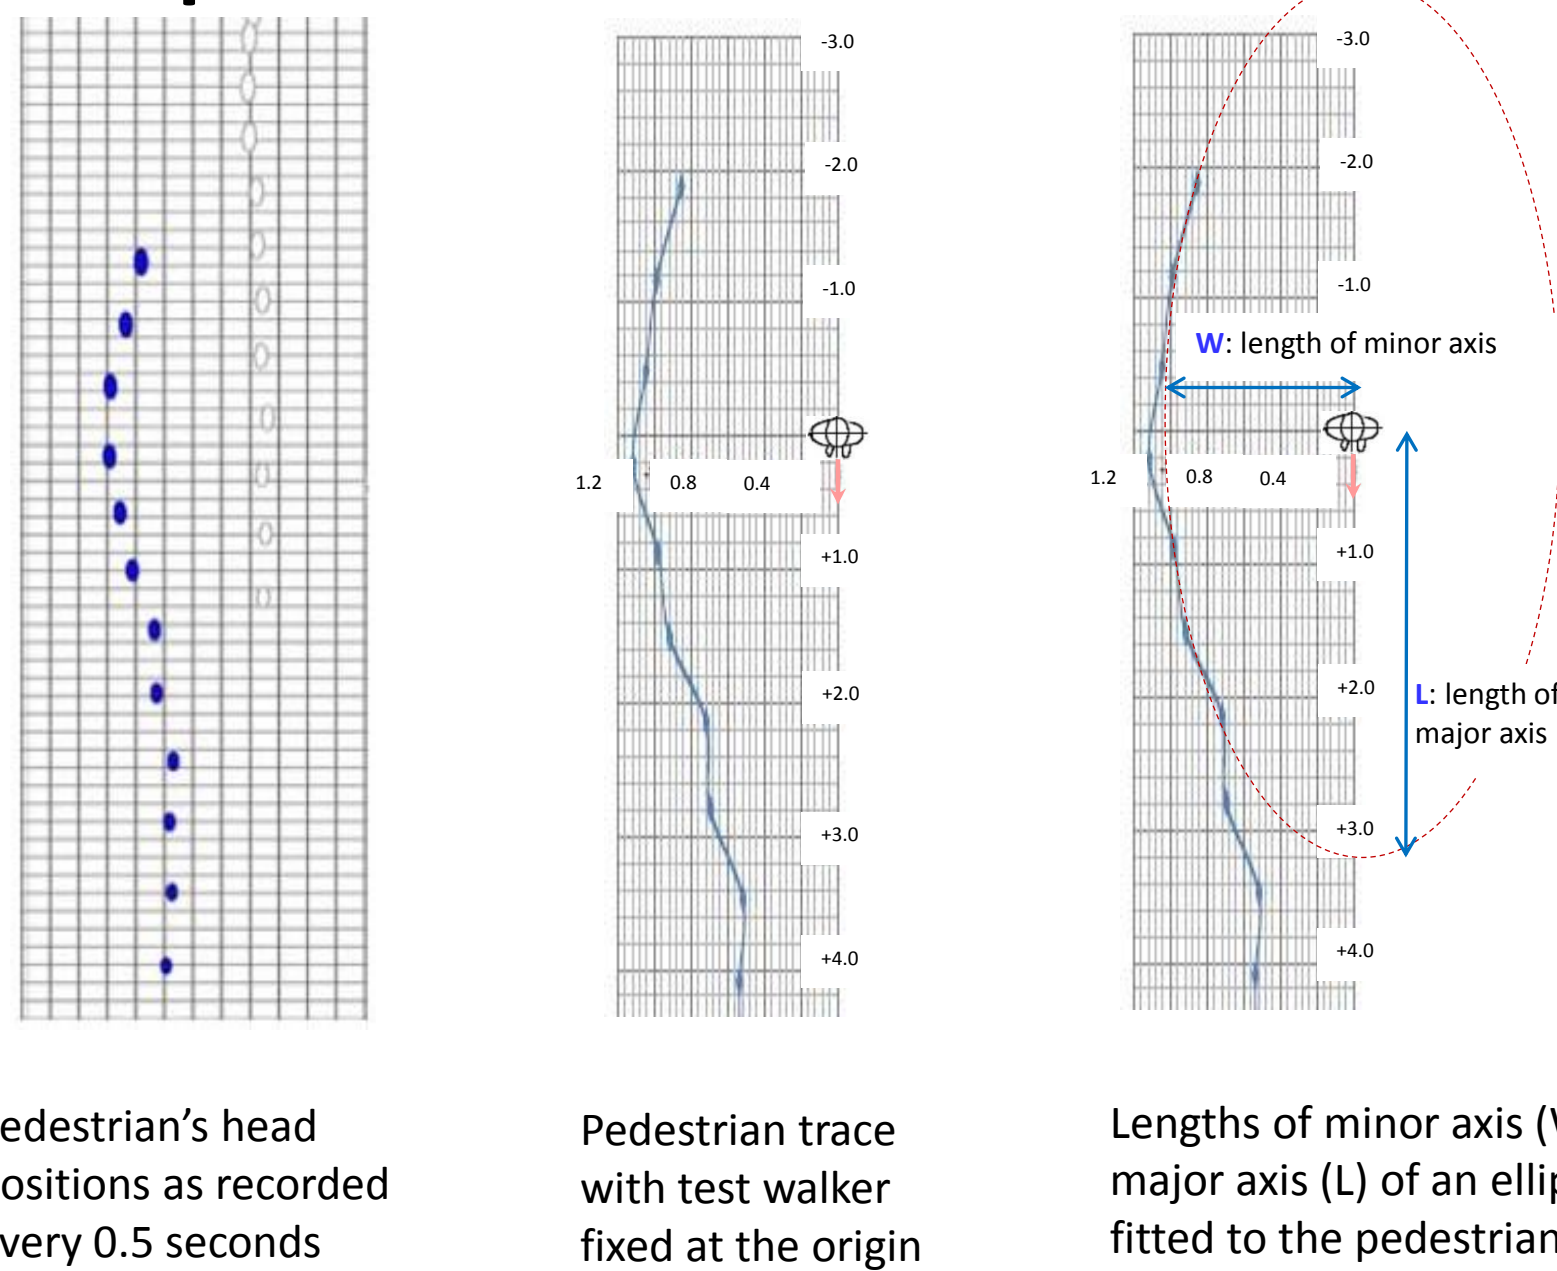 -3.0
-2.0
-1.0
1.2 0.8 0.4
+1.0
+2.0
+3.0
+4.0
-3.0
-2.0
-1.0
W: length of minor axis
1.2 0.8 0.4
+1.0
+2.0
L: length of
major axis
+3.0
+4.0
edestrian’s head
ositions as recorded
very 0.5 seconds
Pedestrian trace
with test walker
fixed at the origin
Lengths of minor axis (
major axis (L) of an ellip
fitted to the pedestrian